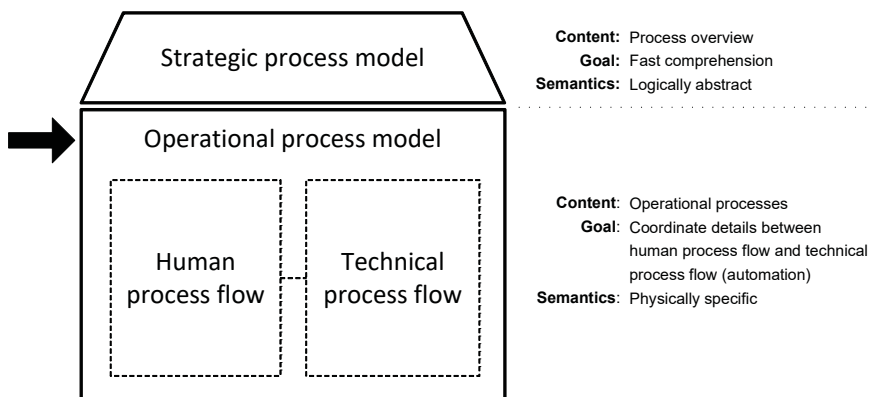 Strategic process model
Content: Process overview
Goal: Fast comprehension
Semantics: Logically abstract
Operational process model
Human
process flow
Technical
process flow
Content: Operational processes
Goal: Coordinate details between
human process flow and technical
process flow (automation)
Semantics: Physically specific